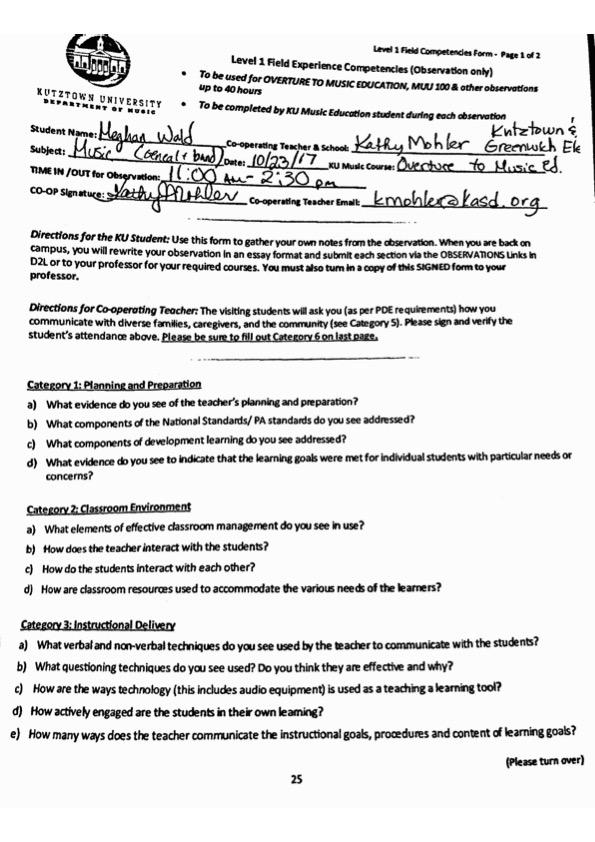 Level 1 Field Competencies Form - Page 1 of 2
Level 1 Field Experience Competencies (Observation only)
• To be used for OVERTURE TO MUSIC EDUCATION, MUU 100 & other observations
up to 40 hours
• To be completed by KU Music Education student during each observation
KUTZTOWN UNIVERSITY
DEPARTMENT OF MUSIC
Kutztown &
Student Name: Meghan Wald Co-operating Teacher & School: Kathy Mohler Greenwich Ele
Subject: Music (General + band) Date: 10/23/17 KU Music Course: Overture to Music Ed.
TIME IN /OUT for Observation: 11:00 AM - 2:30 pm
CO-OP Signature: Kathy Mohler Co-operating Teacher Email: kmohler@kasd.org
Directions for the KU Student: Use this form to gather your own notes from the observation. When you are back on
campus, you will rewrite your observation in an essay format and submit each section via the OBSERVATIONS Links in
D2L or to your professor for your required courses. You must also turn in a copy of this SIGNED form to your
professor.
Directions for Co-operating Teacher: The visiting students will ask you (as per PDE requirements) how you
communicate with diverse families, caregivers, and the community (see Category 5). Please sign and verify the
student's attendance above. Please be sure to fill out Category 6 on last page.
Category 1: Planning and Preparation
a) What evidence do you see of the teacher's planning and preparation?
b) What components of the National Standards/ PA standards do you see addressed?
c) What components of development learning do you see addressed?
d) What evidence do you see to indicate that the learning goals were met for individual students with particular needs or
concerns?
Category 2: Classroom Environment
a) What elements of effective classroom management do you see in use?
b) How does the teacher interact with the students?
c) How do the students interact with each other?
d) How are classroom resources used to accommodate the various needs of the learners?
Category 3: Instructional Delivery
a) What verbal and non-verbal techniques do you see used by the teacher to communicate with the students?
b) What questioning techniques do you see used? Do you think they are effective and why?
c) How are the ways technology (this includes audio equipment) is used as a teaching a learning tool?
d) How actively engaged are the students in their own learning?
e) How many ways does the teacher communicate the instructional goals, procedures and content of learning goals?
(Please turn over)
25